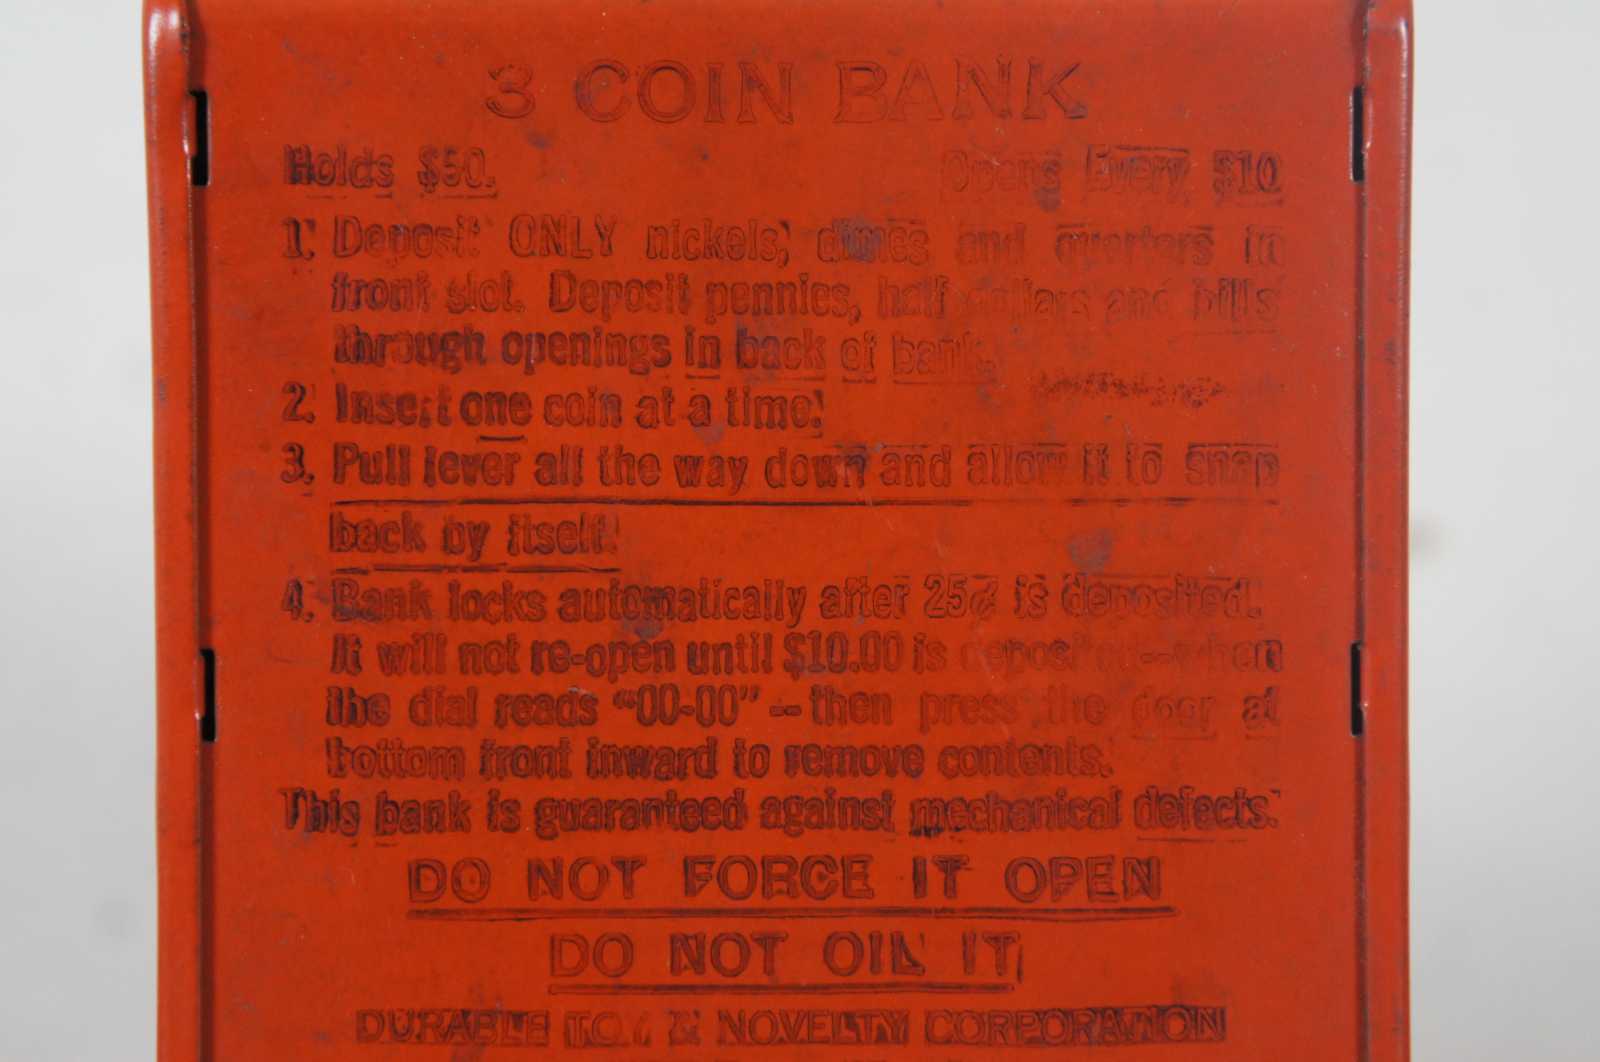 3 COIN BANK
Holds $50. Opens Every $10
1. Deposit ONLY nickels, dimes and quarters in
front slot. Deposit pennies, half dollars and bills
through openings in back of bank.
2. Insert one coin at a time.
3. Pull lever all the way down and allow it to snap
back by itself.
4. Bank locks automatically after 25¢ is deposited.
It will not re-open until $10.00 is deposited--when
the dial reads "00-00"--then press the door at
bottom front inward to remove contents.
This bank is guaranteed against mechanical defects.
DO NOT FORCE IT OPEN
DO NOT OIL IT
DURABLE TOY & NOVELTY CORPORATION